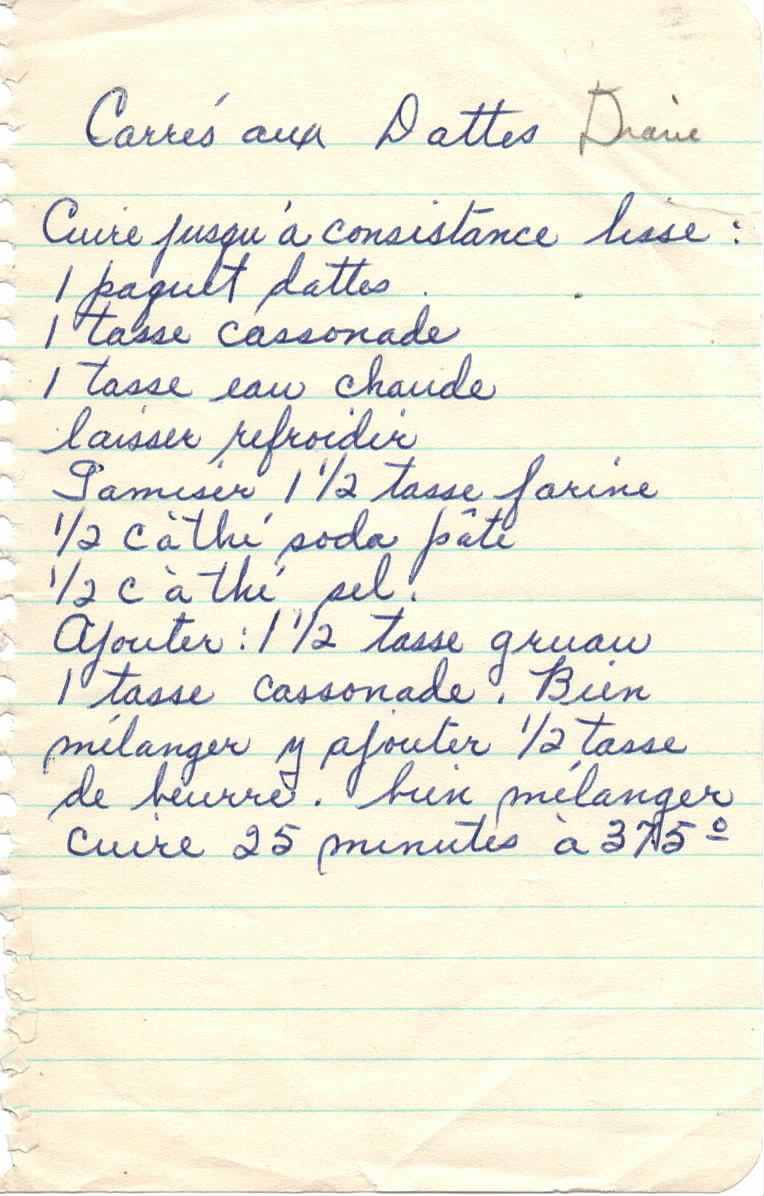 Carrés aux Dattes Diane
Cuire jusqu'à consistance lisse :
1 paquet dattes.
1 tasse cassonade
1 tasse eau chaude
laisser refroidir
Tamiser 1 1/2 tasse farine
1/2 c à thé soda pâte
1/2 c à thé sel.
Ajouter : 1 1/2 tasse gruau
1 tasse cassonade. Bien
mélanger y ajouter 1/2 tasse
de beurre. bien mélanger
Cuire 25 minutes à 375º